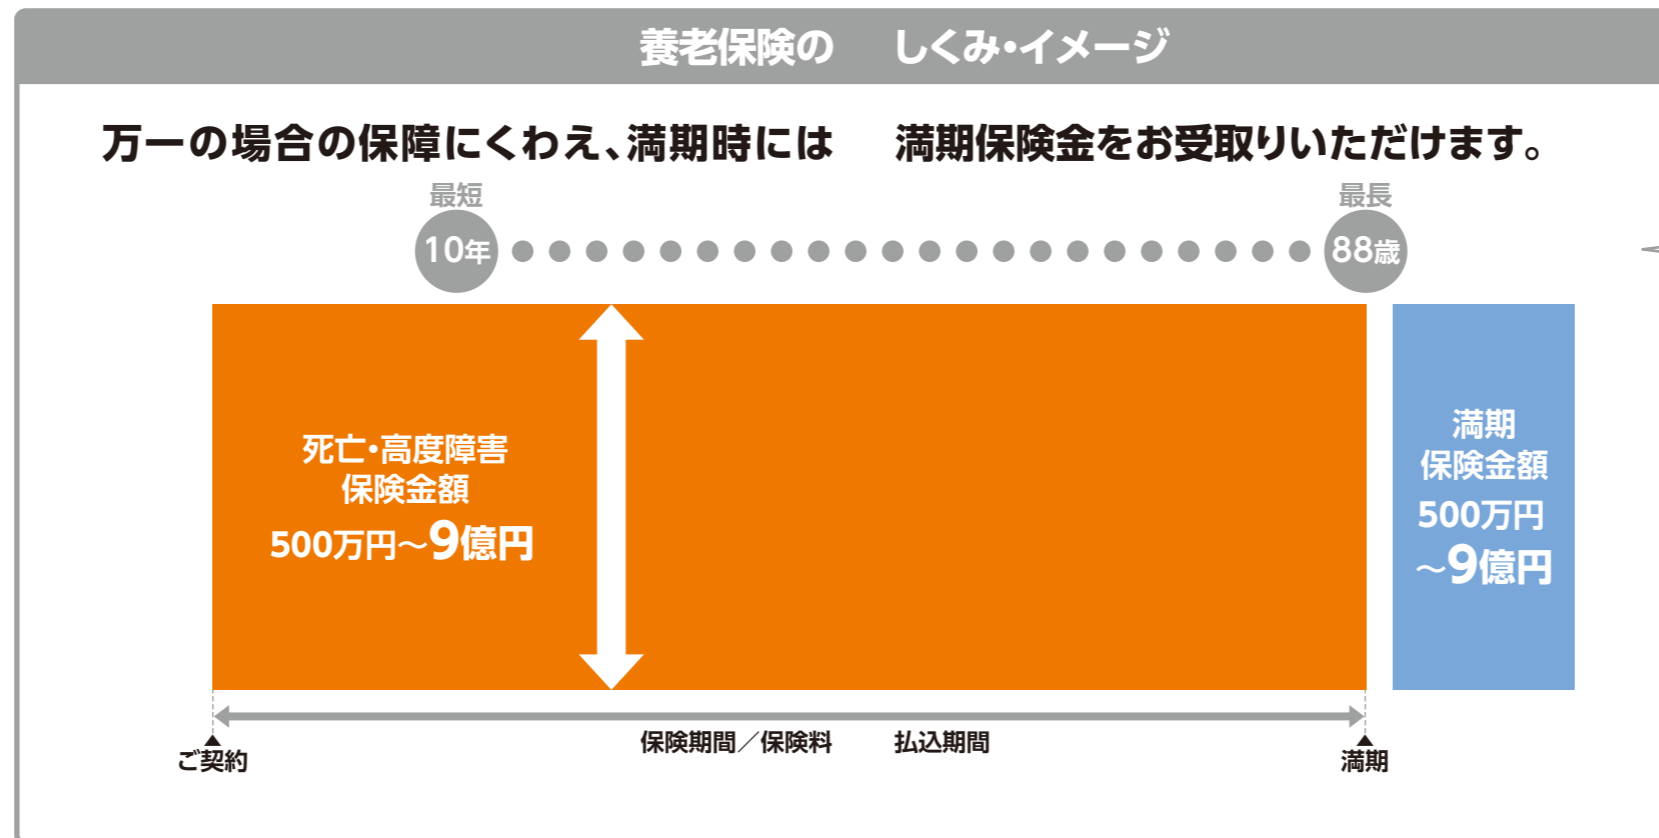 養老保険の しくみ・イメージ
万一の場合の保障にくわえ、満期時には 満期保険金をお受取りいただけます。
最短
10年
最長
88歳
死亡・高度障害
保険金額
500万円～9億円
満期
保険金額
500万円
～9億円
保険期間／保険料 払込期間
ご契約
満期